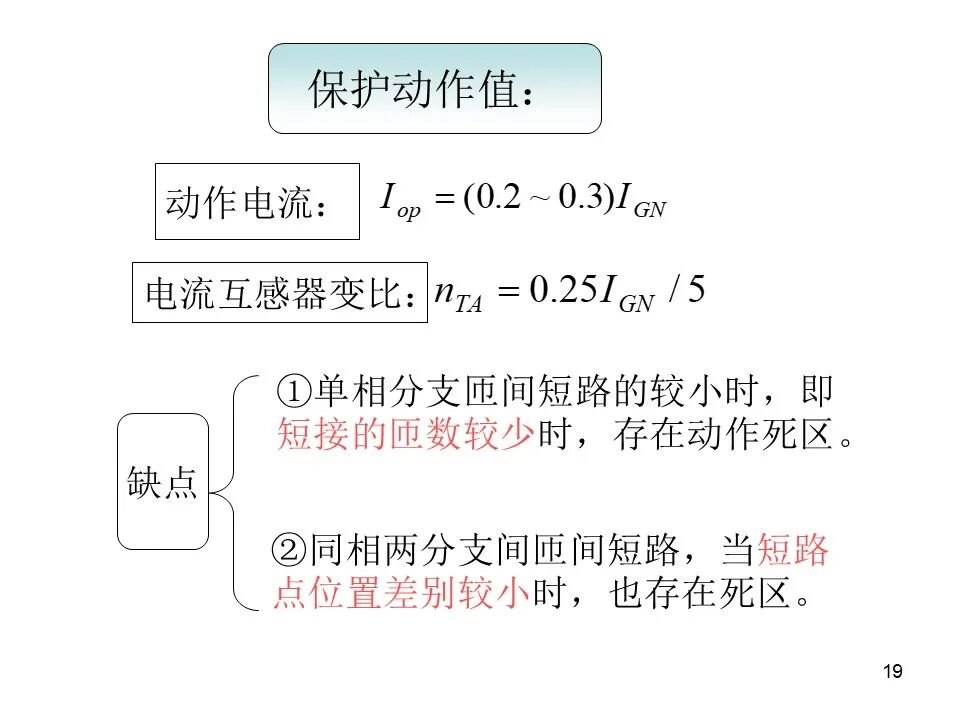 保护动作值：
动作电流：
I_op = (0.2 ~ 0.3)I_GN
电流互感器变比：
n_TA = 0.25I_GN / 5
缺点
①单相分支匝间短路的较小时，即
短接的匝数较少时，存在动作死区。
②同相两分支间匝间短路，当短路
点位置差别较小时，也存在死区。
19